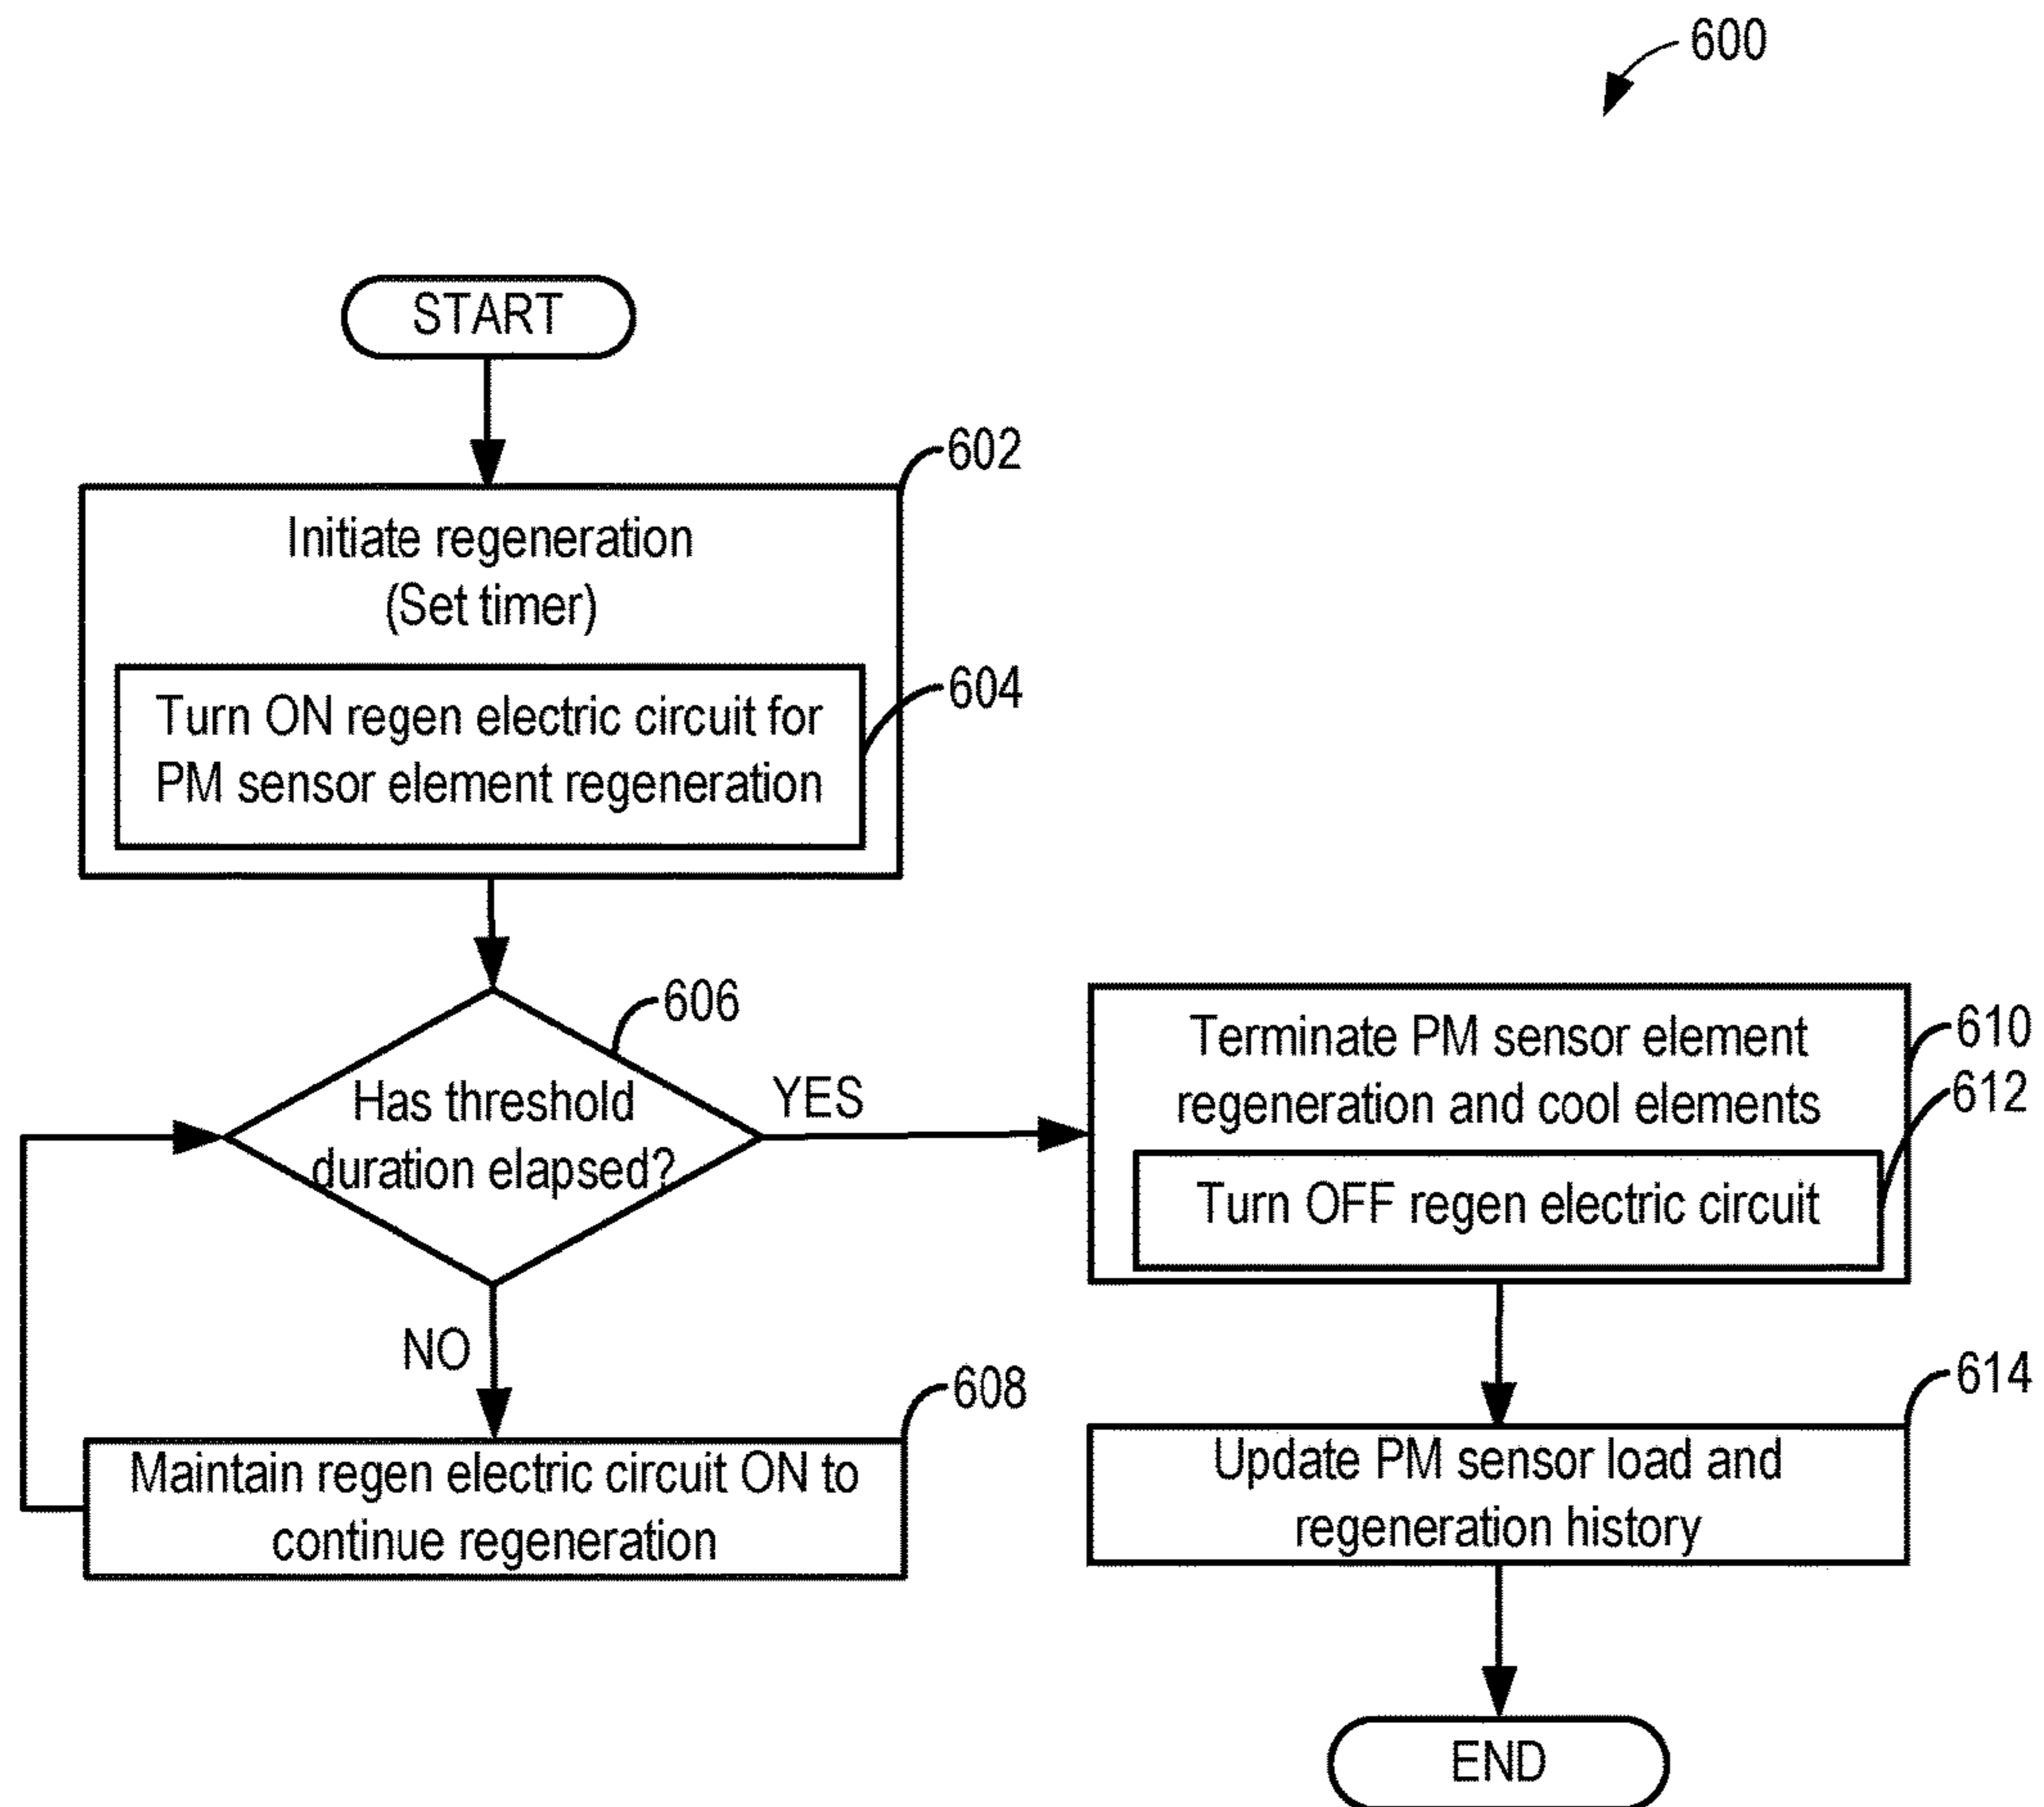 600
START
602
Initiate regeneration
(Set timer)
604
Turn ON regen electric circuit for
PM sensor element regeneration
606
Has threshold
duration elapsed?
YES
NO
608
Maintain regen electric circuit ON to
continue regeneration
610
Terminate PM sensor element
regeneration and cool elements
612
Turn OFF regen electric circuit
614
Update PM sensor load and
regeneration history
END